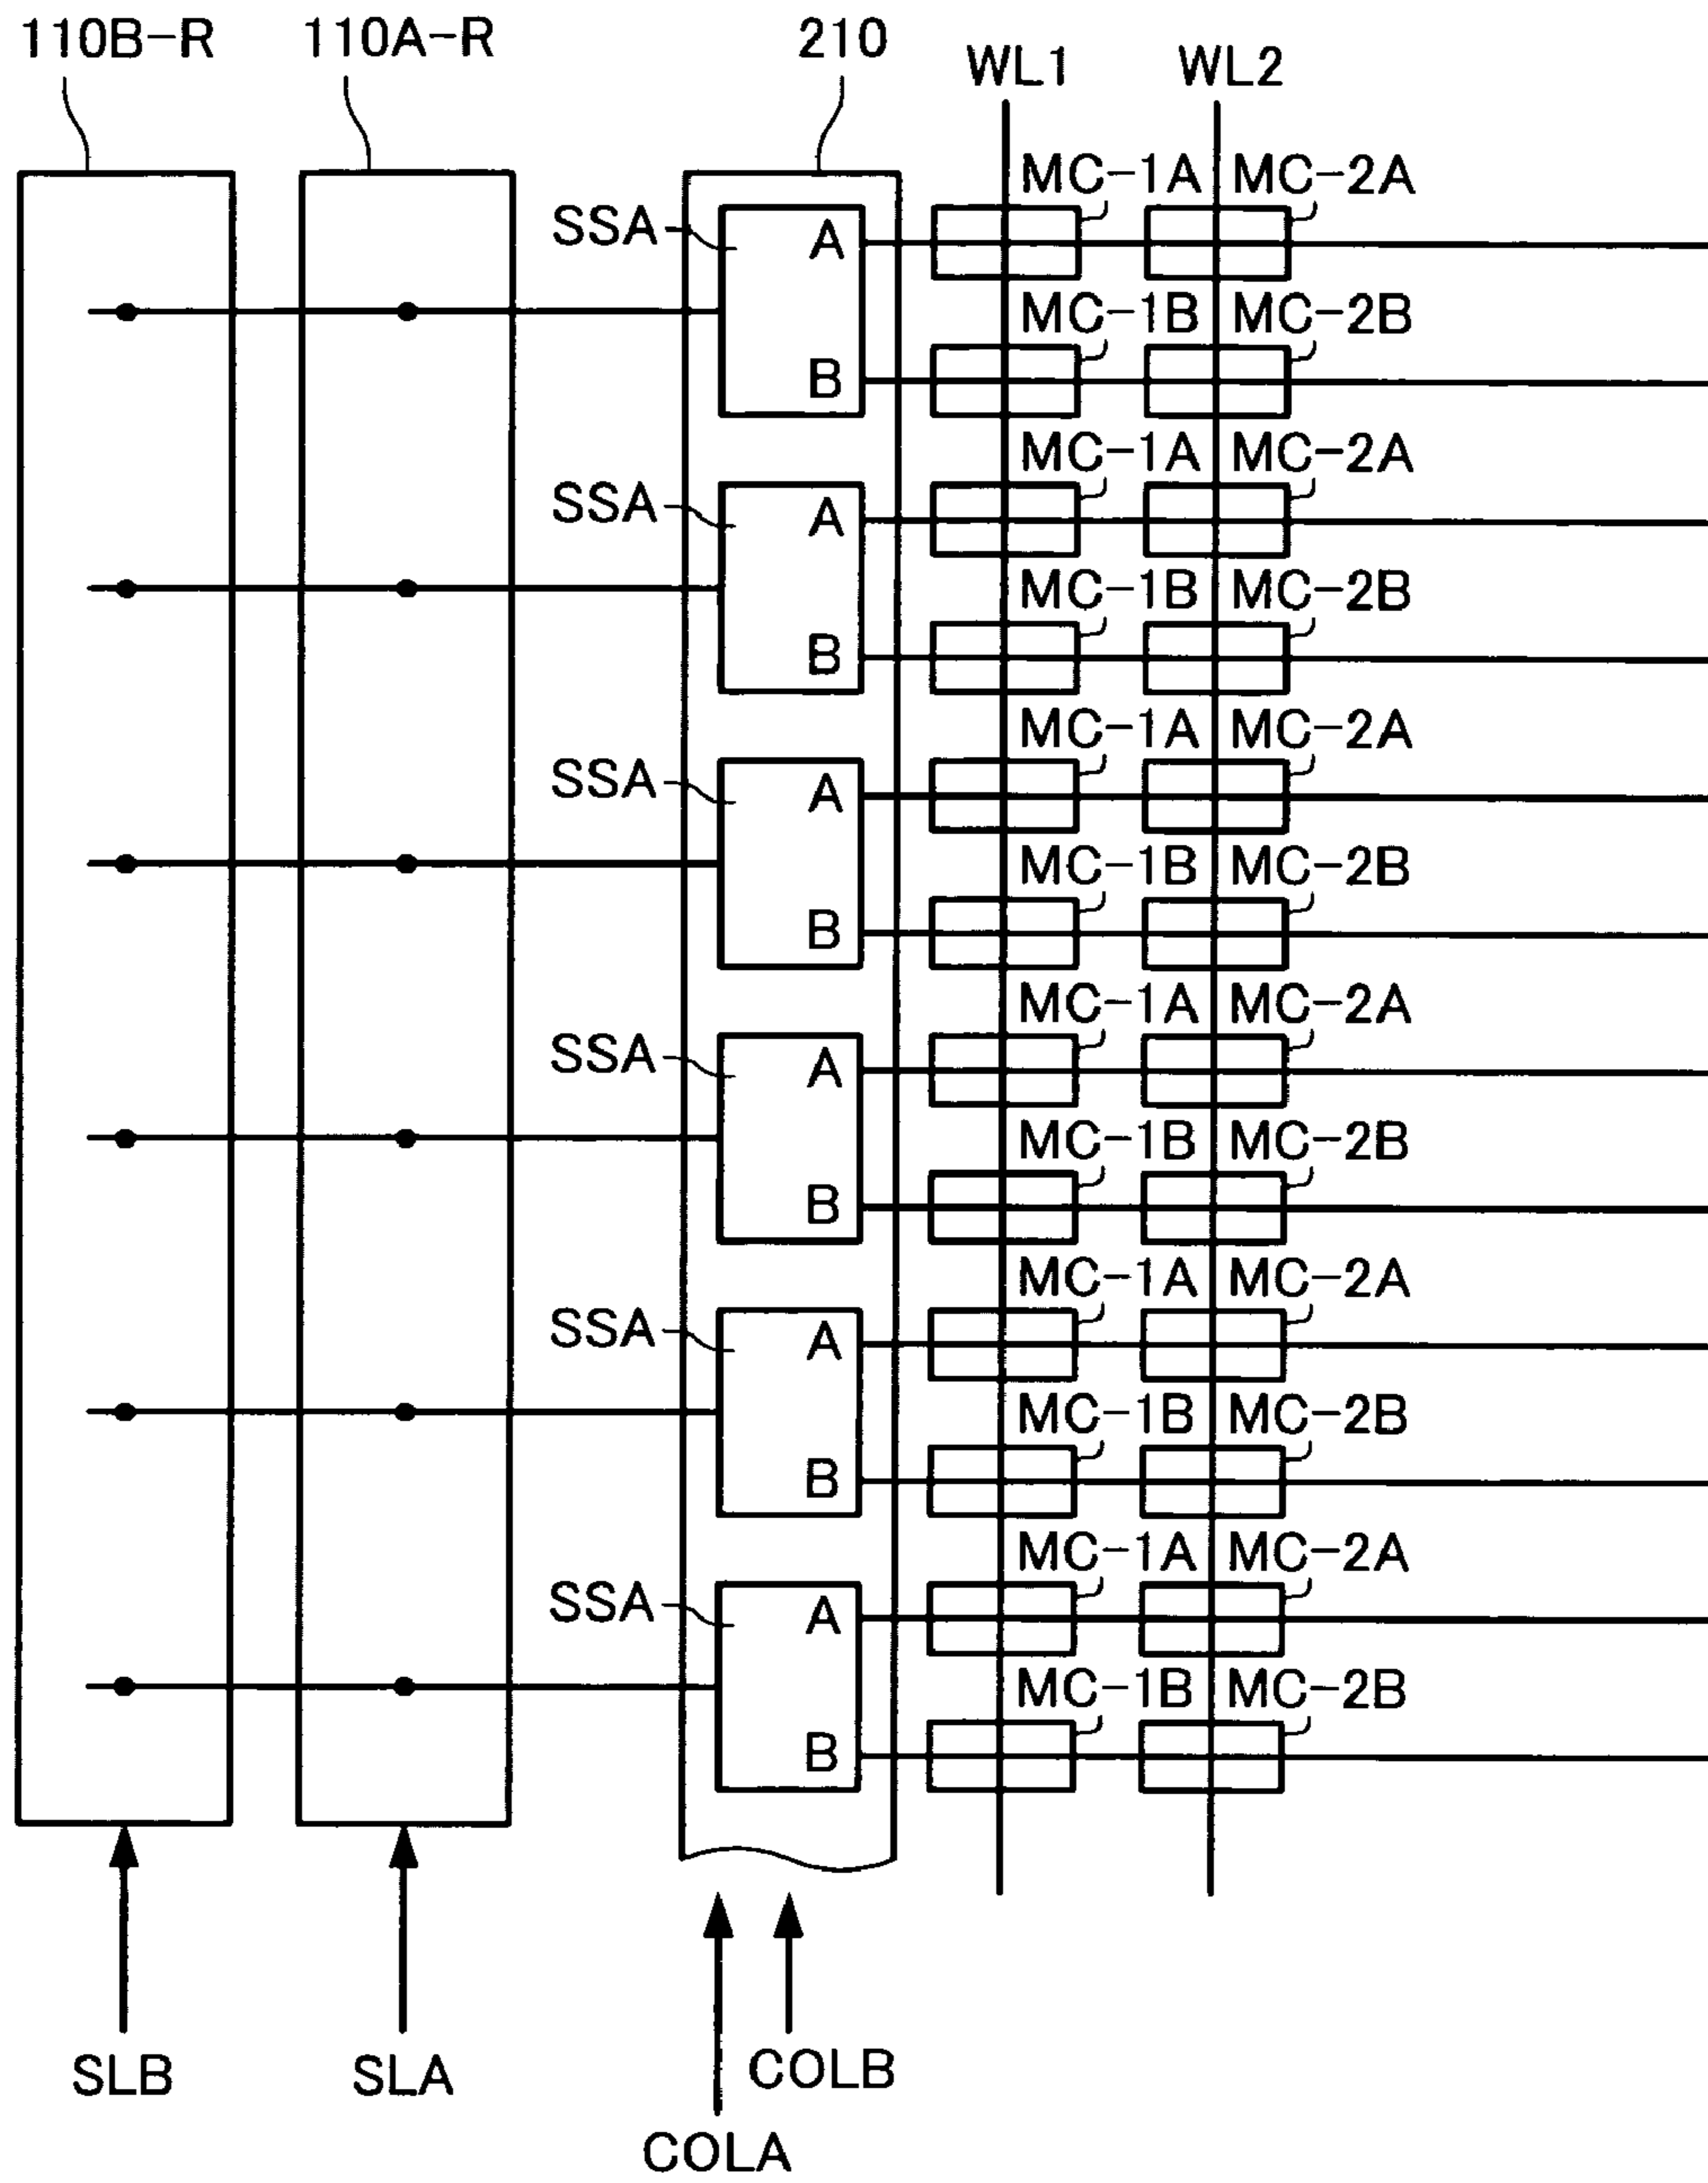 110B-R 110A-R 210 WL1 WL2
MC-1A MC-2A
SSA A
MC-1B MC-2B
B
MC-1A MC-2A
SSA A
MC-1B MC-2B
B
MC-1A MC-2A
SSA A
MC-1B MC-2B
B
MC-1A MC-2A
SSA A
MC-1B MC-2B
B
MC-1A MC-2A
SSA A
MC-1B MC-2B
B
MC-1A MC-2A
SSA A
MC-1B MC-2B
B
SLB SLA COLB
COLA